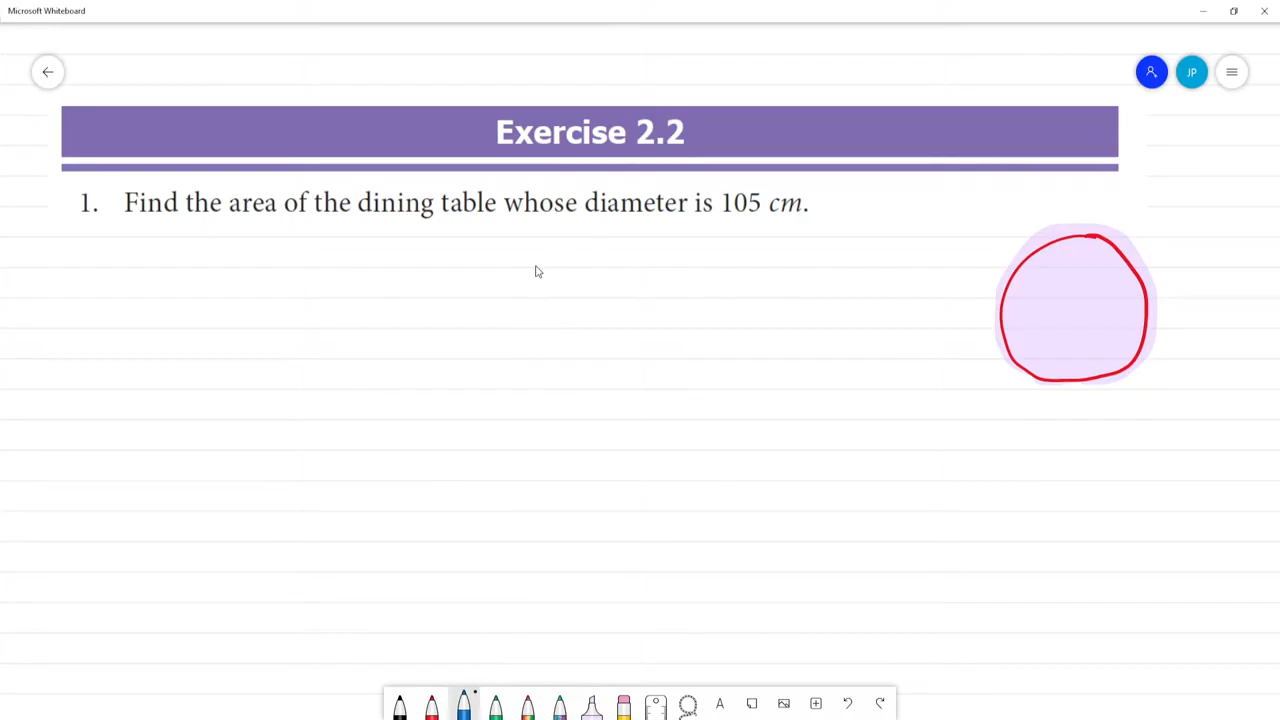 Microsoft Whiteboard
JP
Exercise 2.2
1. Find the area of the dining table whose diameter is 105 cm.
A